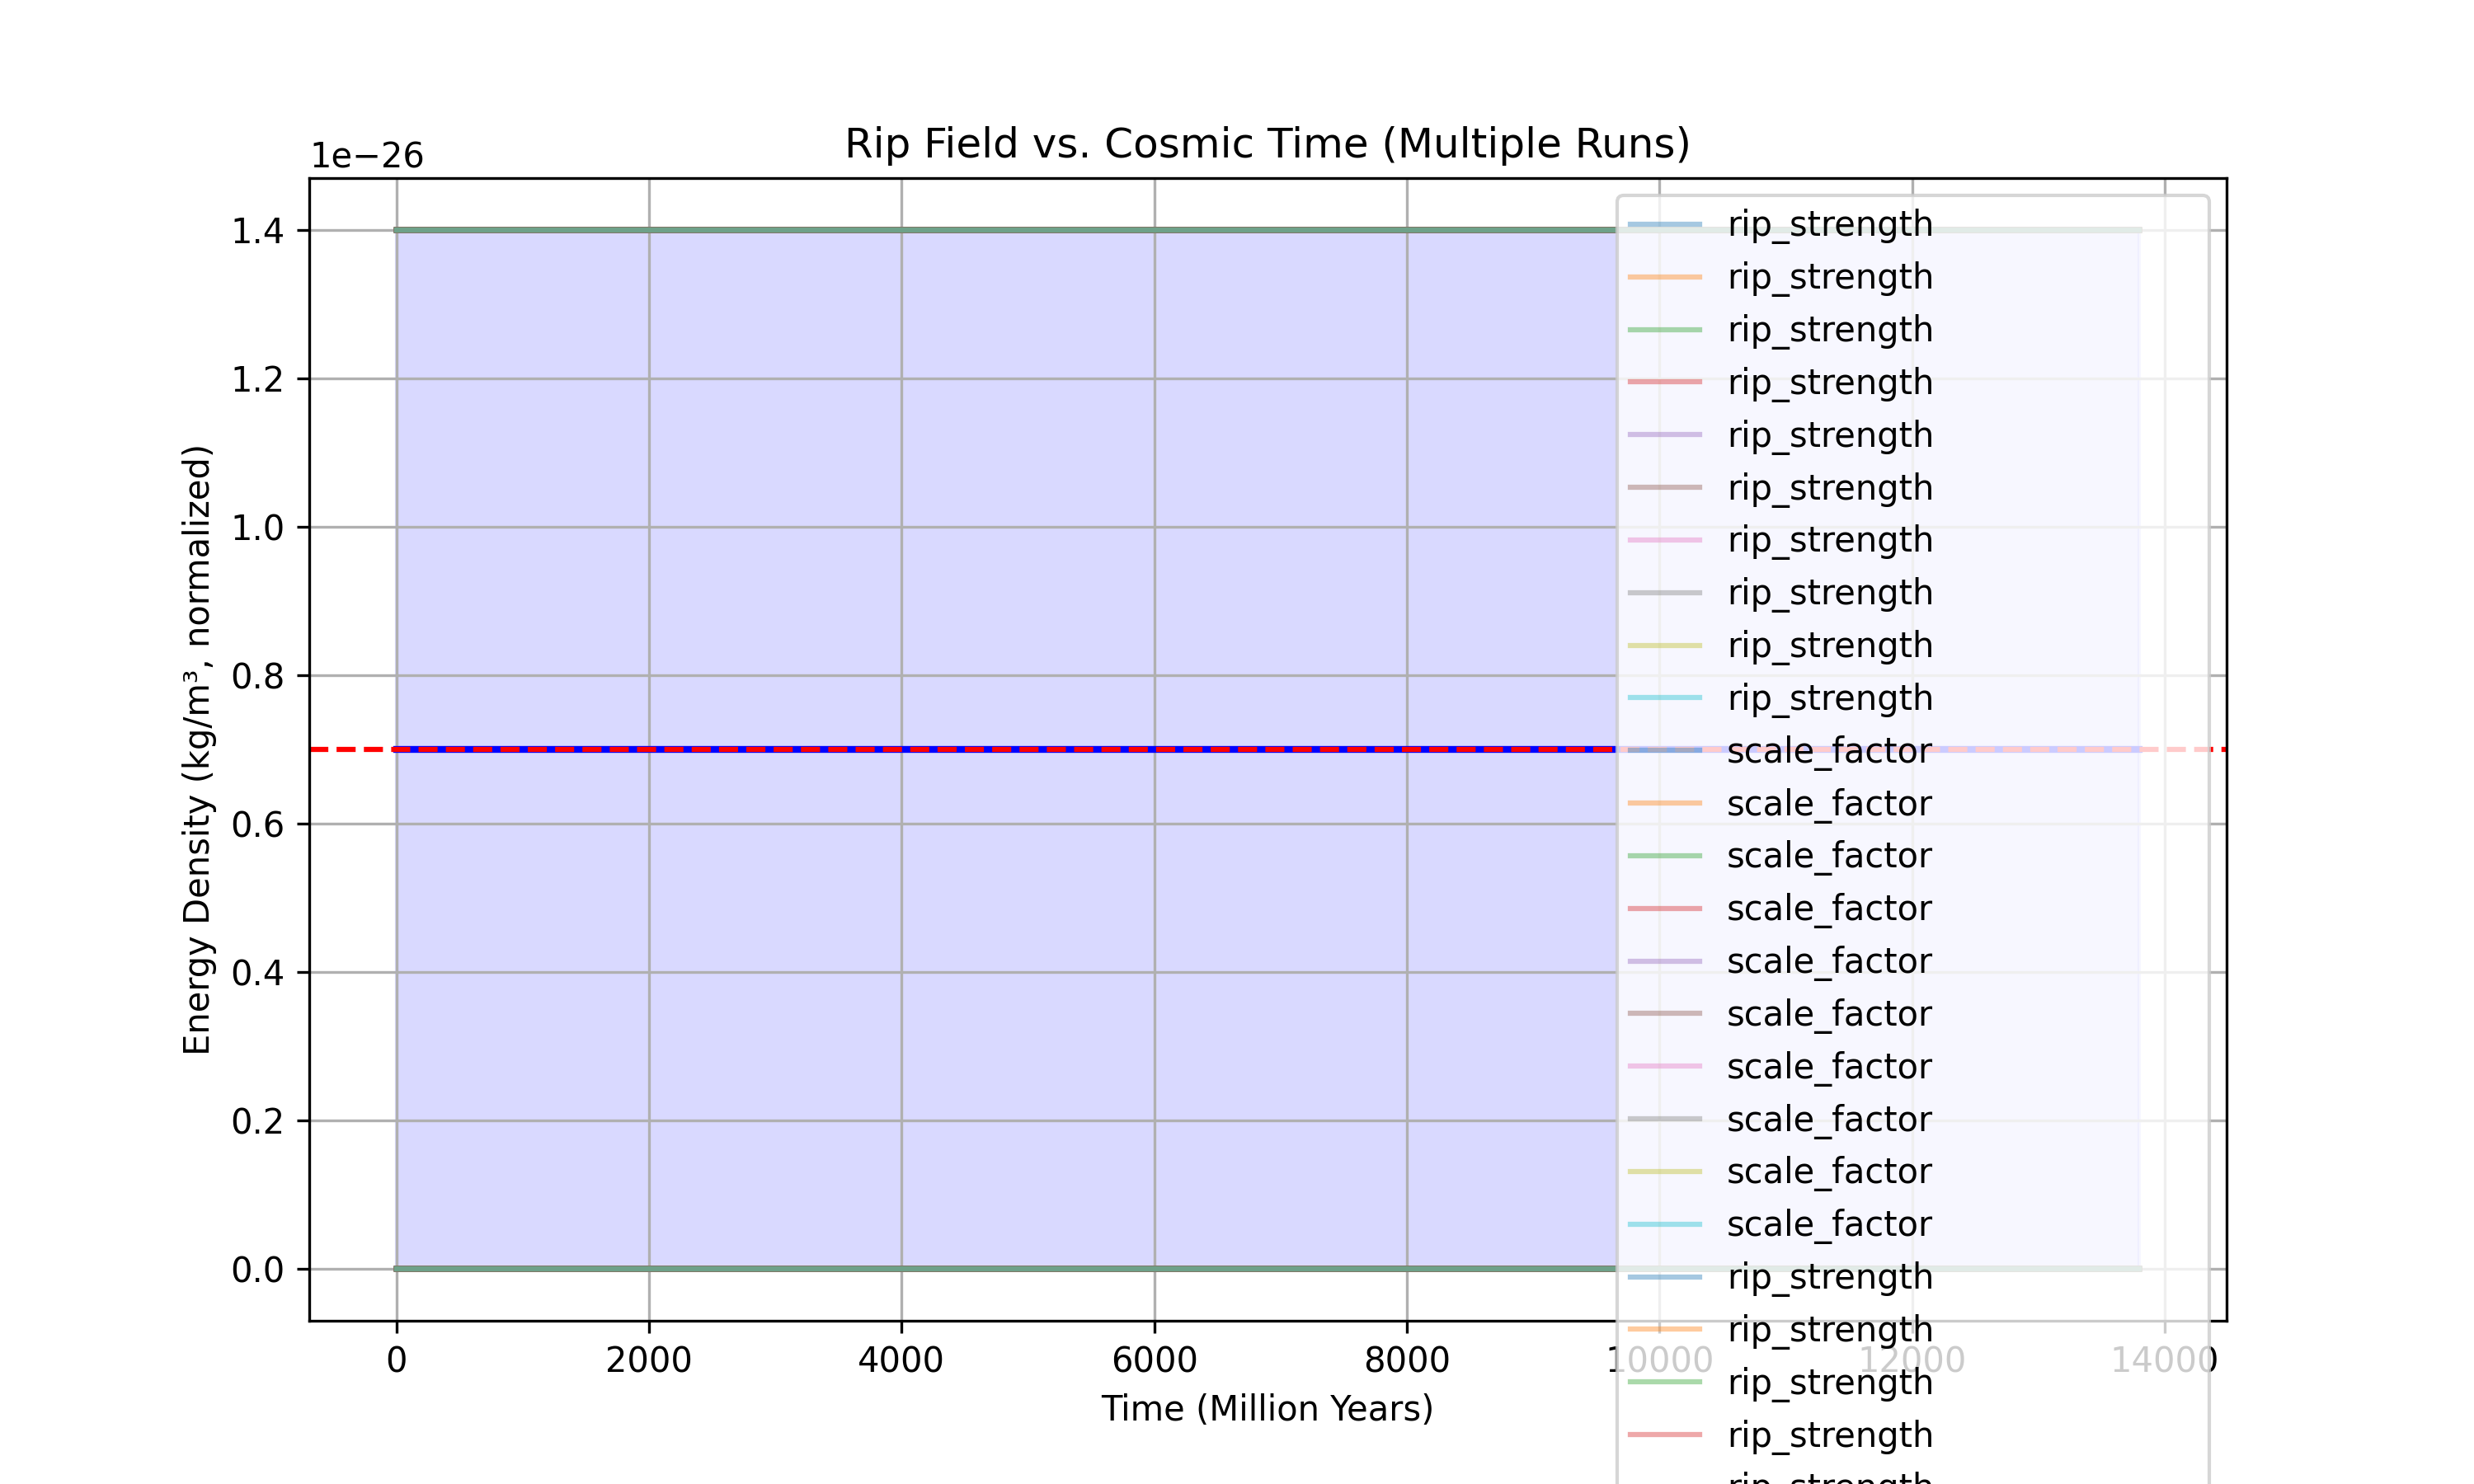 Rip Field vs. Cosmic Time (Multiple Runs)
1e−26
1.4
1.2
1.0
0.8
0.6
0.4
0.2
0.0
Energy Density (kg/m³, normalized)
0 2000 4000 6000 8000 10000 12000 14000
Time (Million Years)
rip_strength
rip_strength
rip_strength
rip_strength
rip_strength
rip_strength
rip_strength
rip_strength
rip_strength
rip_strength
scale_factor
scale_factor
scale_factor
scale_factor
scale_factor
scale_factor
scale_factor
scale_factor
scale_factor
scale_factor
rip_strength
rip_strength
rip_strength
rip_strength